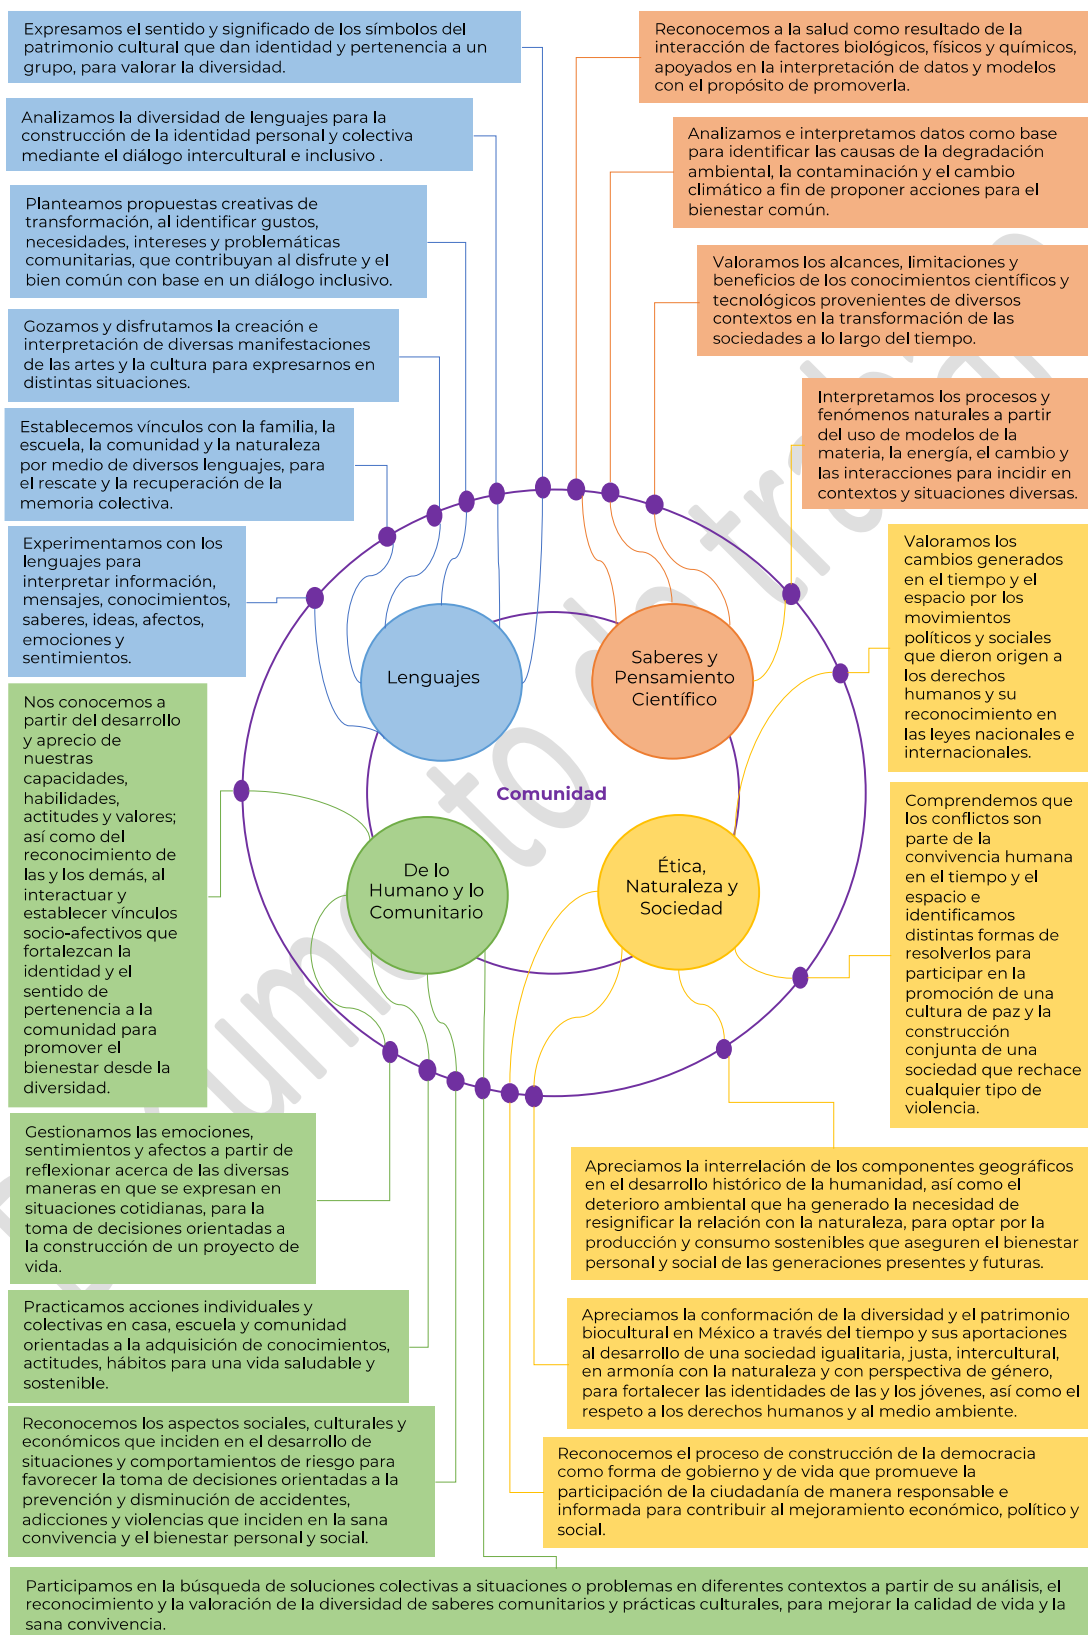 Expresamos el sentido y significado de los símbolos del
patrimonio cultural que dan identidad y pertenencia a un
grupo, para valorar la diversidad.
Analizamos la diversidad de lenguajes para la
construcción de la identidad personal y colectiva
mediante el diálogo intercultural e inclusivo .
Planteamos propuestas creativas de
transformación, al identificar gustos,
necesidades, intereses y problemáticas
comunitarias, que contribuyan al disfrute y el
bien común con base en un diálogo inclusivo.
Gozamos y disfrutamos la creación e
interpretación de diversas manifestaciones
de las artes y la cultura para expresarnos en
distintas situaciones.
Establecemos vínculos con la familia, la
escuela, la comunidad y la naturaleza
por medio de diversos lenguajes, para
el rescate y la recuperación de la
memoria colectiva.
Experimentamos con los
lenguajes para
interpretar información,
mensajes, conocimientos,
saberes, ideas, afectos,
emociones y
sentimientos.
Reconocemos a la salud como resultado de la
interacción de factores biológicos, físicos y químicos,
apoyados en la interpretación de datos y modelos
con el propósito de promoverla.
Analizamos e interpretamos datos como base
para identificar las causas de la degradación
ambiental, la contaminación y el cambio
climático a fin de proponer acciones para el
bienestar común.
Valoramos los alcances, limitaciones y
beneficios de los conocimientos científicos y
tecnológicos provenientes de diversos
contextos en la transformación de las
sociedades a lo largo del tiempo.
Interpretamos los procesos y
fenómenos naturales a partir
del uso de modelos de la
materia, la energía, el cambio y
las interacciones para incidir en
contextos y situaciones diversas.
Lenguajes
Saberes y
Pensamiento
Científico
Comunidad
De lo
Humano y lo
Comunitario
Ética,
Naturaleza y
Sociedad
Valoramos los
cambios generados
en el tiempo y el
espacio por los
movimientos
políticos y sociales
que dieron origen a
los derechos
humanos y su
reconocimiento en
las leyes nacionales e
internacionales.
Comprendemos que
los conflictos son
parte de la
convivencia humana
en el tiempo y el
espacio e
identificamos
distintas formas de
resolverlos para
participar en la
promoción de una
cultura de paz y la
construcción
conjunta de una
sociedad que rechace
cualquier tipo de
violencia.
Nos conocemos a
partir del desarrollo
y aprecio de
nuestras
capacidades,
habilidades,
actitudes y valores;
así como del
reconocimiento de
las y los demás, al
interactuar y
establecer vínculos
socio-afectivos que
fortalezcan la
identidad y el
sentido de
pertenencia a la
comunidad para
promover el
bienestar desde la
diversidad.
Gestionamos las emociones,
sentimientos y afectos a partir de
reflexionar acerca de las diversas
maneras en que se expresan en
situaciones cotidianas, para la
toma de decisiones orientadas a
la construcción de un proyecto de
vida.
Practicamos acciones individuales y
colectivas en casa, escuela y comunidad
orientadas a la adquisición de conocimientos,
actitudes, hábitos para una vida saludable y
sostenible.
Reconocemos los aspectos sociales, culturales y
económicos que inciden en el desarrollo de
situaciones y comportamientos de riesgo para
favorecer la toma de decisiones orientadas a la
prevención y disminución de accidentes,
adicciones y violencias que inciden en la sana
convivencia y el bienestar personal y social.
Apreciamos la interrelación de los componentes geográficos
en el desarrollo histórico de la humanidad, así como el
deterioro ambiental que ha generado la necesidad de
resignificar la relación con la naturaleza, para optar por la
producción y consumo sostenibles que aseguren el bienestar
personal y social de las generaciones presentes y futuras.
Apreciamos la conformación de la diversidad y el patrimonio
biocultural en México a través del tiempo y sus aportaciones
al desarrollo de una sociedad igualitaria, justa, intercultural,
en armonía con la naturaleza y con perspectiva de género,
para fortalecer las identidades de las y los jóvenes, así como el
respeto a los derechos humanos y al medio ambiente.
Reconocemos el proceso de construcción de la democracia
como forma de gobierno y de vida que promueve la
participación de la ciudadanía de manera responsable e
informada para contribuir al mejoramiento económico, político y
social.
Participamos en la búsqueda de soluciones colectivas a situaciones o problemas en diferentes contextos a partir de su análisis, el
reconocimiento y la valoración de la diversidad de saberes comunitarios y prácticas culturales, para mejorar la calidad de vida y la
sana convivencia.